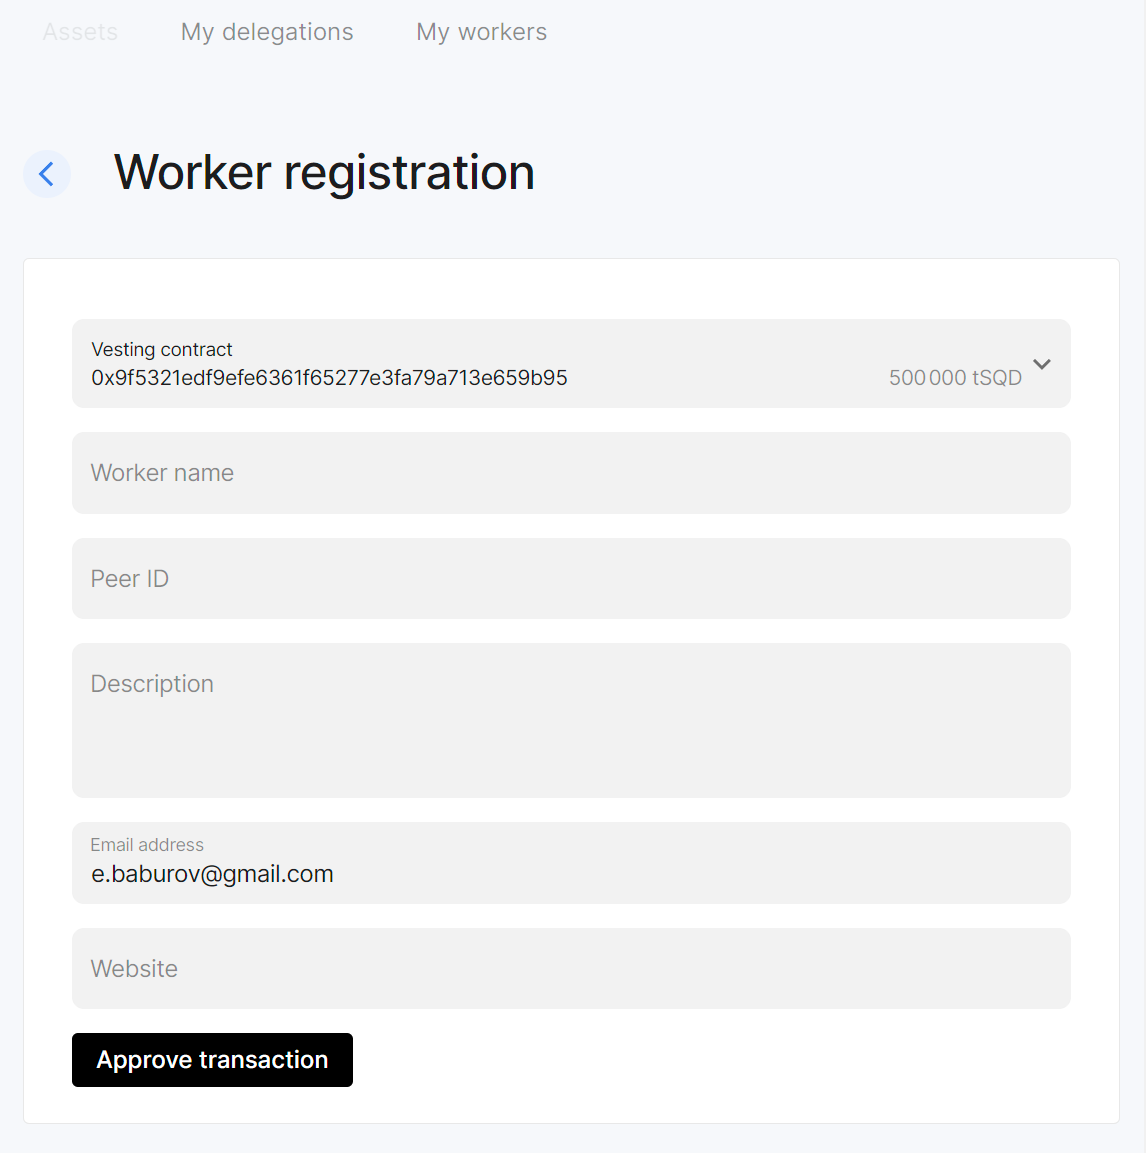 Assets My delegations My workers
Worker registration
Vesting contract
0x9f5321edf9efe6361f65277e3fa79a713e659b95 500 000 tSQD
Worker name
Peer ID
Description
Email address
e.baburov@gmail.com
Website
Approve transaction